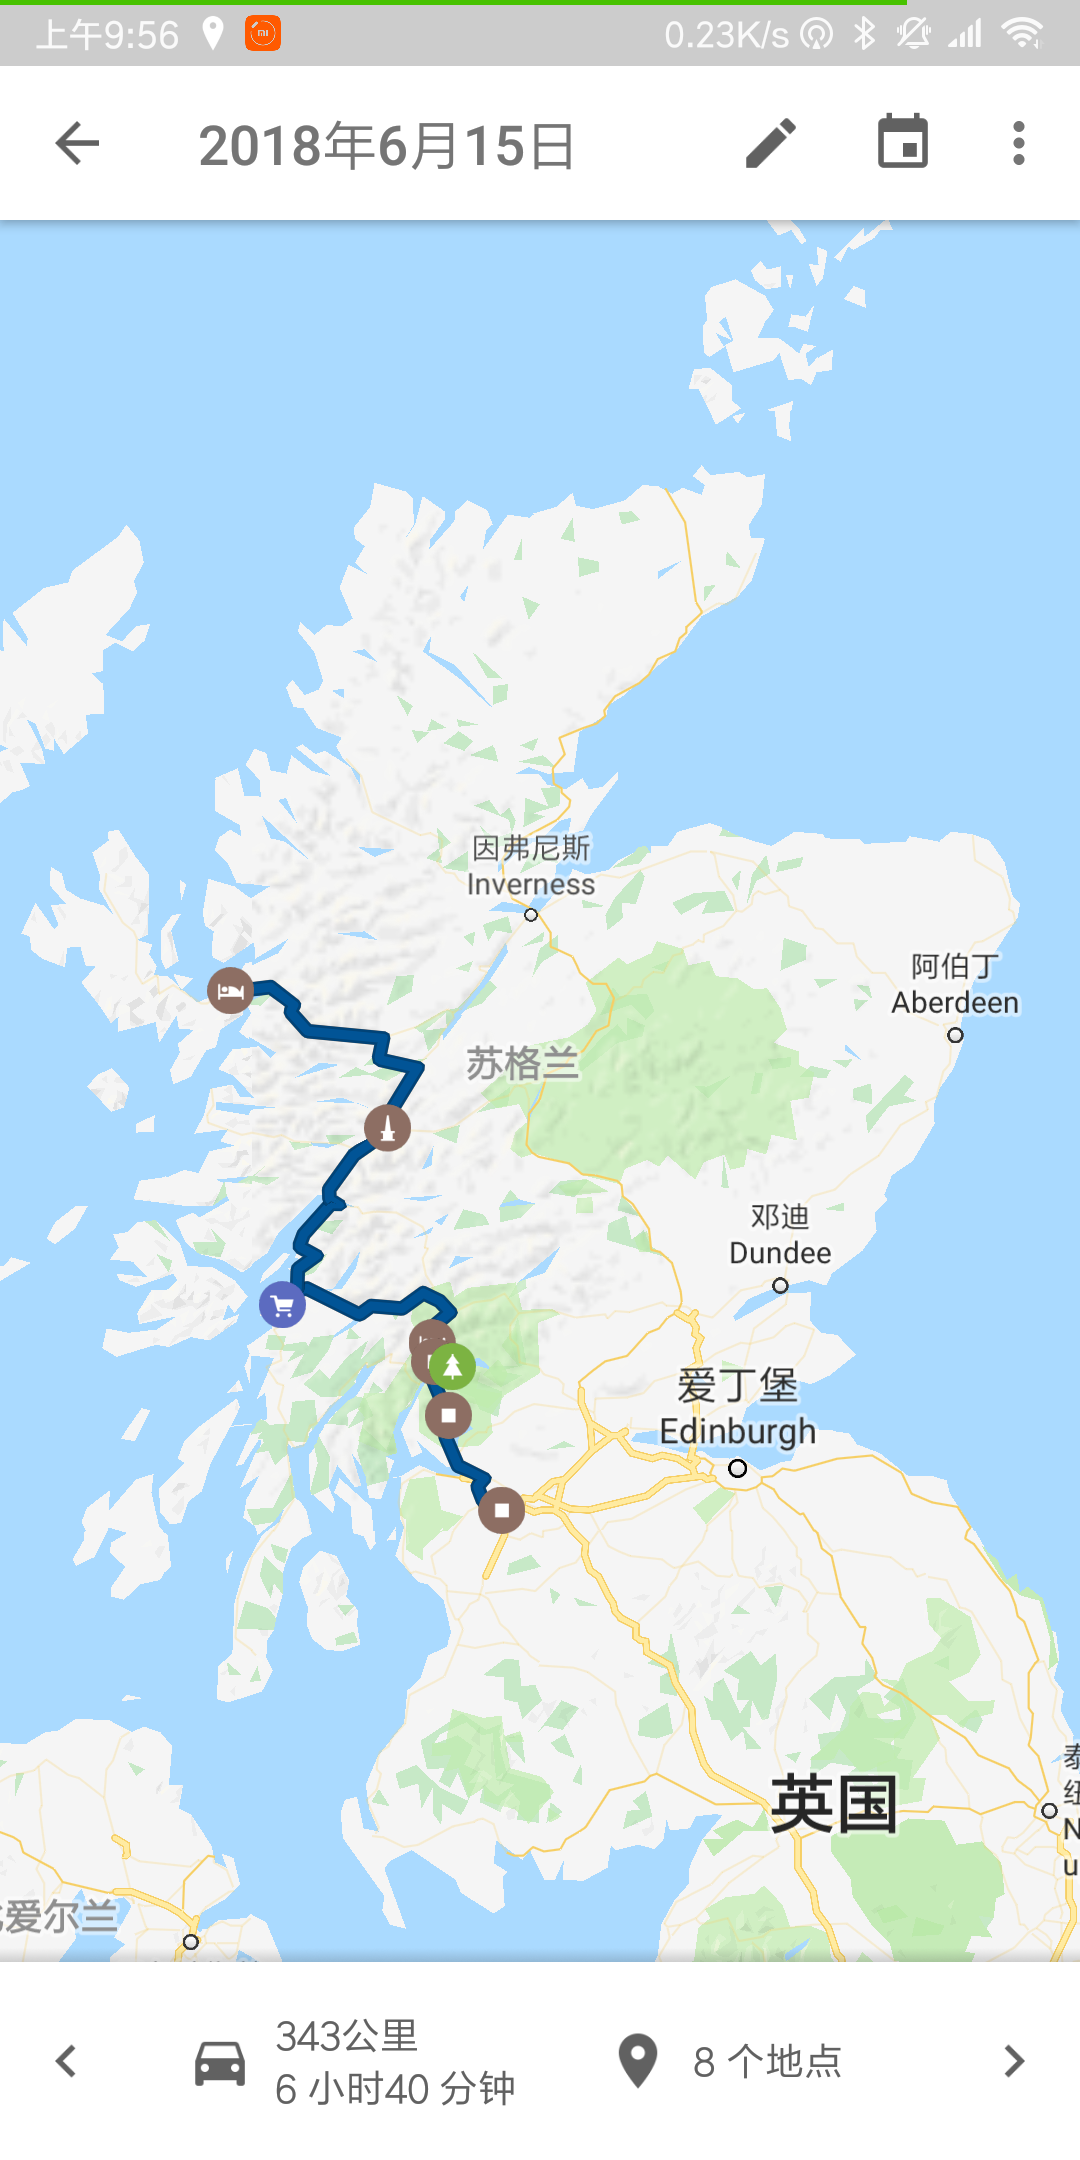 上午9:56
0.23K/s
2018年6月15日
因弗尼斯
Inverness
阿伯丁
Aberdeen
苏格兰
邓迪
Dundee
爱丁堡
Edinburgh
英国
泰
纽
N
u
爱尔兰
343公里
6 小时40 分钟
8 个地点